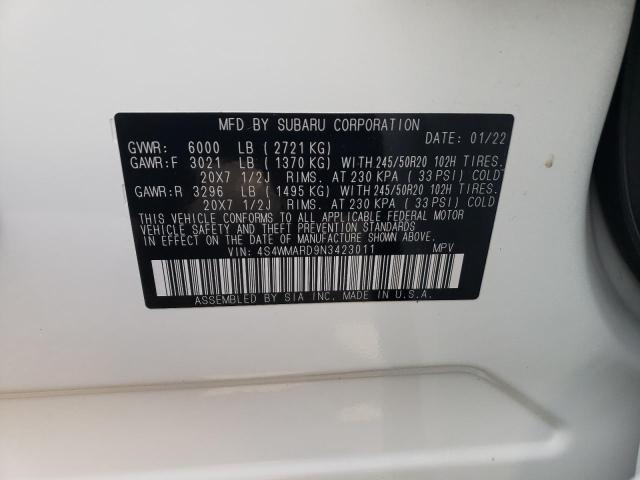 MFD BY SUBARU CORPORATION
DATE: 01/22
GVWR: 6000 LB ( 2721 KG)
GAWR:F 3021 LB ( 1370 KG) WITH 245/50R20 102H TIRES.
20X7 1/2J RIMS. AT 230 KPA ( 33 PSI) COLD
GAWR:R 3296 LB ( 1495 KG) WITH 245/50R20 102H TIRES.
20X7 1/2J RIMS. AT 230 KPA ( 33 PSI) COLD
THIS VEHICLE CONFORMS TO ALL APPLICABLE FEDERAL MOTOR
VEHICLE SAFETY AND THEFT PREVENTION STANDARDS
IN EFFECT ON THE DATE OF MANUFACTURE SHOWN ABOVE.
VIN: 4S4WMARD9N3423011 MPV
ASSEMBLED BY SIA INC. MADE IN U.S.A.